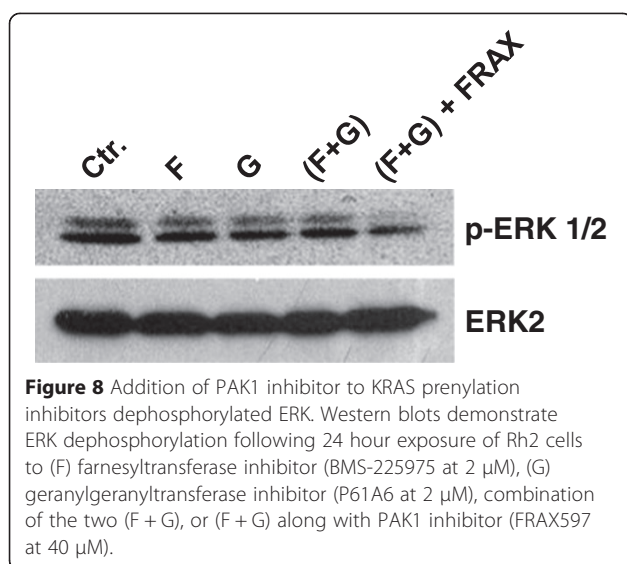 Ctr. F G (F+G) (F+G) + FRAX
p-ERK 1/2
ERK2
Figure 8 Addition of PAK1 inhibitor to KRAS prenylation
inhibitors dephosphorylated ERK. Western blots demonstrate
ERK dephosphorylation following 24 hour exposure of Rh2 cells
to (F) farnesyltransferase inhibitor (BMS-225975 at 2 μM), (G)
geranylgeranyltransferase inhibitor (P61A6 at 2 μM), combination
of the two (F + G), or (F + G) along with PAK1 inhibitor (FRAX597
at 40 μM).